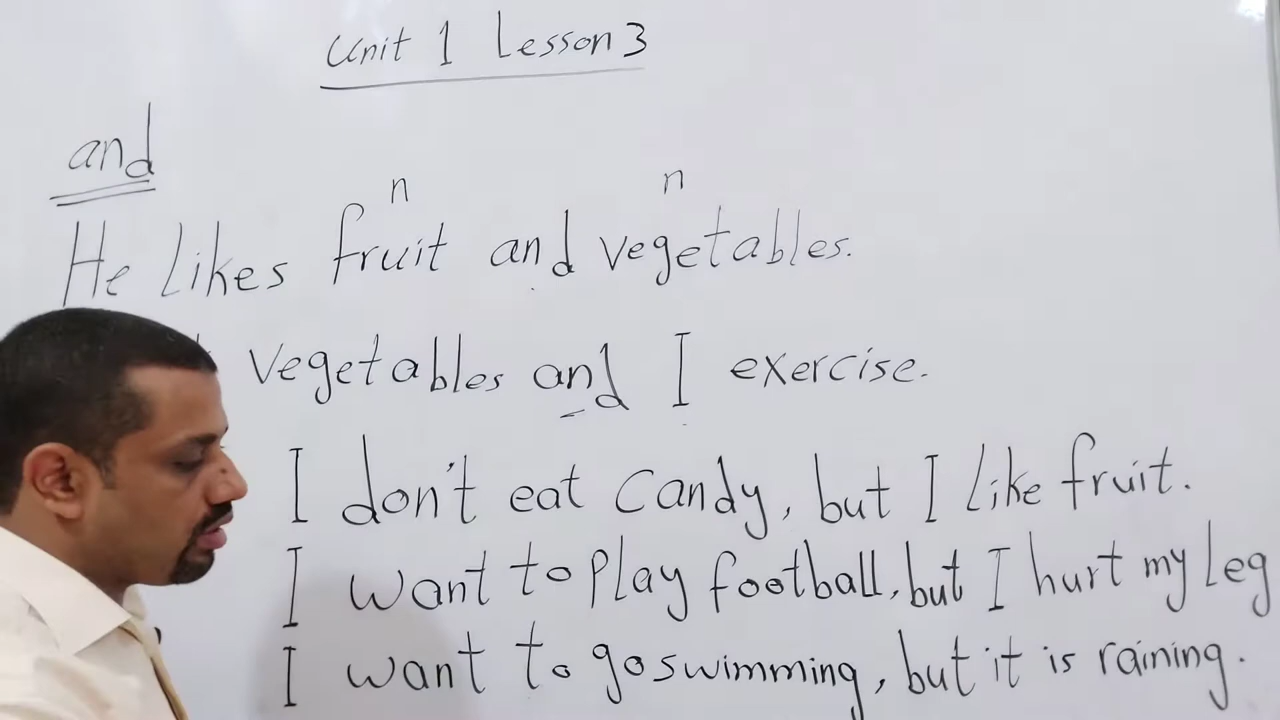 Unit 1 Lesson 3
and
n n
He likes fruit and vegetables.
vegetables and I exercise.
I don't eat candy, but I like fruit.
I want to play football, but I hurt my leg
I want to go swimming, but it is raining.